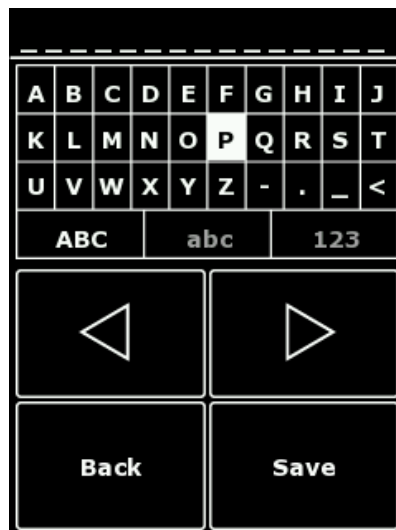 A B C D E F G H I J
K L M N O P Q R S T
U V W X Y Z - . _ <
ABC abc 123
Back Save